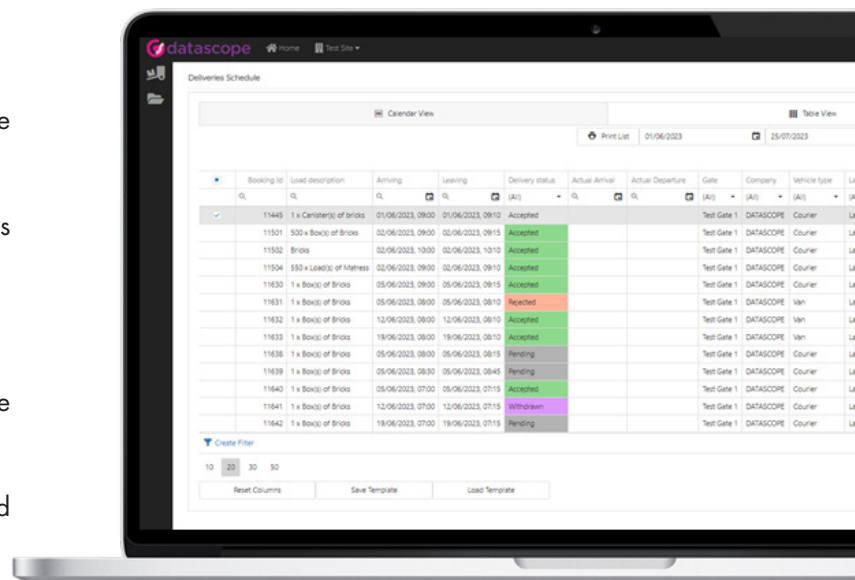 datascope Home Test Site
Deliveries Schedule
Calendar View Table View
Print List 01/06/2023 25/07/2023
Booking Id Load description Arriving Leaving Delivery status Actual Arrival Actual Departure Gate Company Vehicle type
(All) (All) (All) (All)
11445 1 x Canister(s) of bricks 01/06/2023, 09:00 01/06/2023, 09:10 Accepted Test Gate 1 DATASCOPE Courier
11501 500 x Box(s) of Bricks 02/06/2023, 09:00 02/06/2023, 09:15 Accepted Test Gate 1 DATASCOPE Courier
11502 Bricks 02/06/2023, 10:00 02/06/2023, 10:10 Accepted Test Gate 1 DATASCOPE Courier
11504 550 x Load(s) of Matress 02/06/2023, 09:00 02/06/2023, 09:10 Accepted Test Gate 1 DATASCOPE Courier
11630 1 x Box(s) of Bricks 05/06/2023, 09:00 05/06/2023, 09:15 Accepted Test Gate 1 DATASCOPE Courier
11631 1 x Box(s) of Bricks 05/06/2023, 08:00 05/06/2023, 08:10 Rejected Test Gate 1 DATASCOPE Van
11632 1 x Box(s) of Bricks 12/06/2023, 08:00 12/06/2023, 08:10 Accepted Test Gate 1 DATASCOPE Van
11633 1 x Box(s) of Bricks 19/06/2023, 08:00 19/06/2023, 08:10 Accepted Test Gate 1 DATASCOPE Van
11638 1 x Box(s) of Bricks 05/06/2023, 08:00 05/06/2023, 08:15 Pending Test Gate 1 DATASCOPE Courier
11639 1 x Box(s) of Bricks 05/06/2023, 08:30 05/06/2023, 08:45 Pending Test Gate 1 DATASCOPE Courier
11640 1 x Box(s) of Bricks 05/06/2023, 07:00 05/06/2023, 07:15 Accepted Test Gate 1 DATASCOPE Courier
11641 1 x Box(s) of Bricks 12/06/2023, 07:00 12/06/2023, 07:15 Withdrawn Test Gate 1 DATASCOPE Courier
11642 1 x Box(s) of Bricks 19/06/2023, 07:00 19/06/2023, 07:15 Pending Test Gate 1 DATASCOPE Courier
Create Filter
10 20 30 50
Reset Columns Save Template Load Template